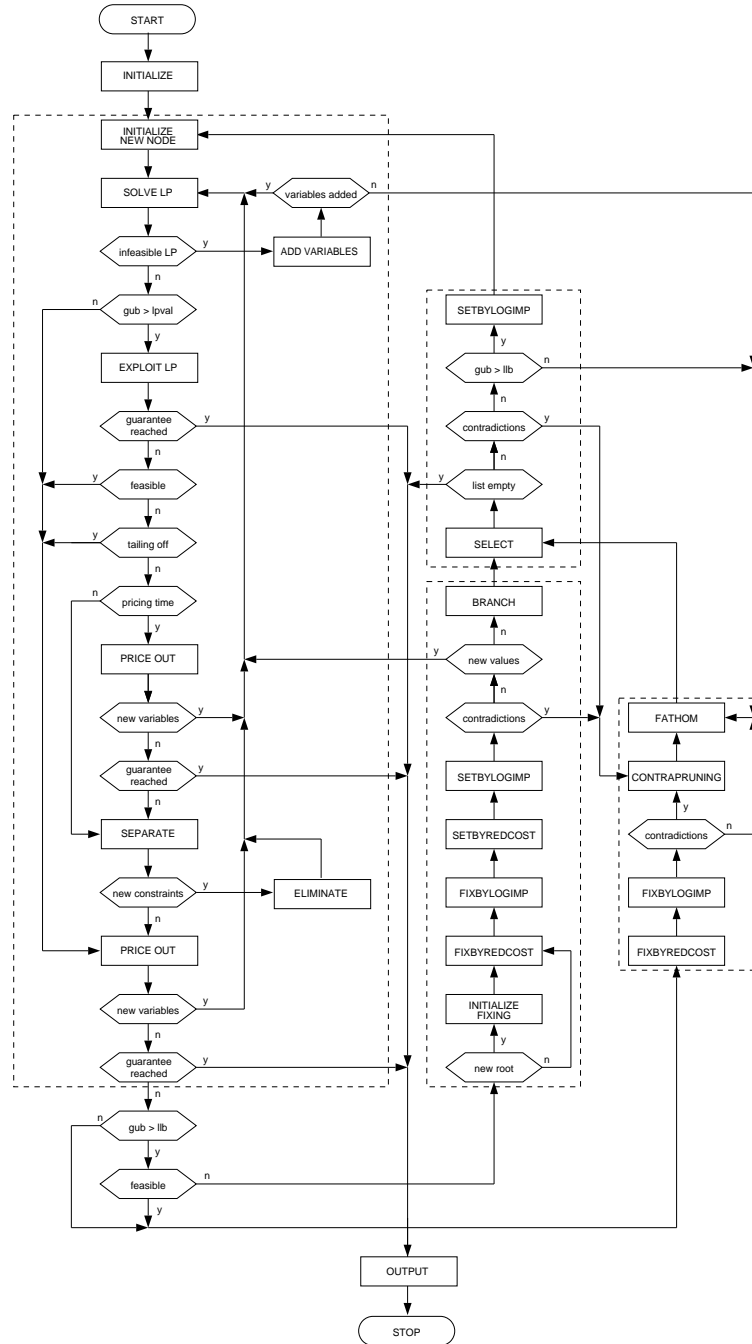 START
INITIALIZE
INITIALIZE
NEW NODE
SOLVE LP
y
variables added
n
infeasible LP
y
ADD VARIABLES
n
n
gub > lpval
y
EXPLOIT LP
guarantee
reached
y
n
y
feasible
n
y
tailing off
n
n
pricing time
y
PRICE OUT
new variables
y
n
guarantee
reached
y
n
SEPARATE
new constraints
y
ELIMINATE
n
PRICE OUT
new variables
y
n
guarantee
reached
y
n
n
gub > llb
y
feasible
n
y
SETBYLOGIMP
y
gub > llb
n
n
contradictions
y
n
y
list empty
SELECT
BRANCH
n
y
new values
n
contradictions
y
SETBYLOGIMP
SETBYREDCOST
FIXBYLOGIMP
FIXBYREDCOST
INITIALIZE
FIXING
y
new root
n
FATHOM
CONTRAPRUNING
y
contradictions
n
FIXBYLOGIMP
FIXBYREDCOST
OUTPUT
STOP